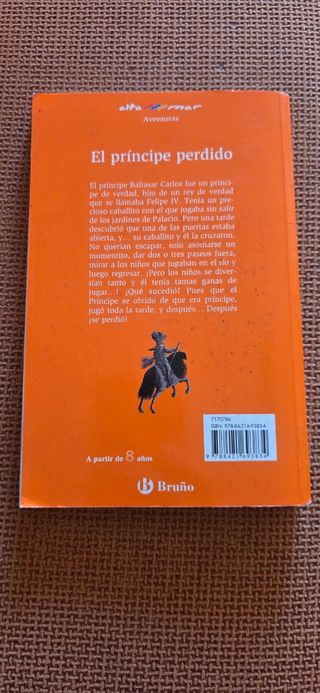 alta mar
Aventuras
El príncipe perdido
El príncipe Baltasar Carlos fue un prínci-
pe de verdad, hijo de un rey de verdad
que se llamaba Felipe IV. Tenía un pre-
cioso caballito con el que jugaba sin salir
de los jardines de Palacio. Pero una tarde
descubrió que una de las puertas estaba
abierta, y... su caballito y él la cruzaron.
No querían escapar, solo asomarse un
momentito, dar dos o tres pasos fuera,
mirar a los niños que jugaban en el río y
luego regresar. ¡Pero los niños se diver-
tían tanto y él tenía tantas ganas de
jugar...! ¿Qué sucedió? Pues que el
Príncipe se olvidó de que era príncipe,
jugó toda la tarde, y después... Después
¡se perdió!
7170786
ISBN: 978-84-216-9383-4
9 788421 693834
A partir de 8 años
Bruño